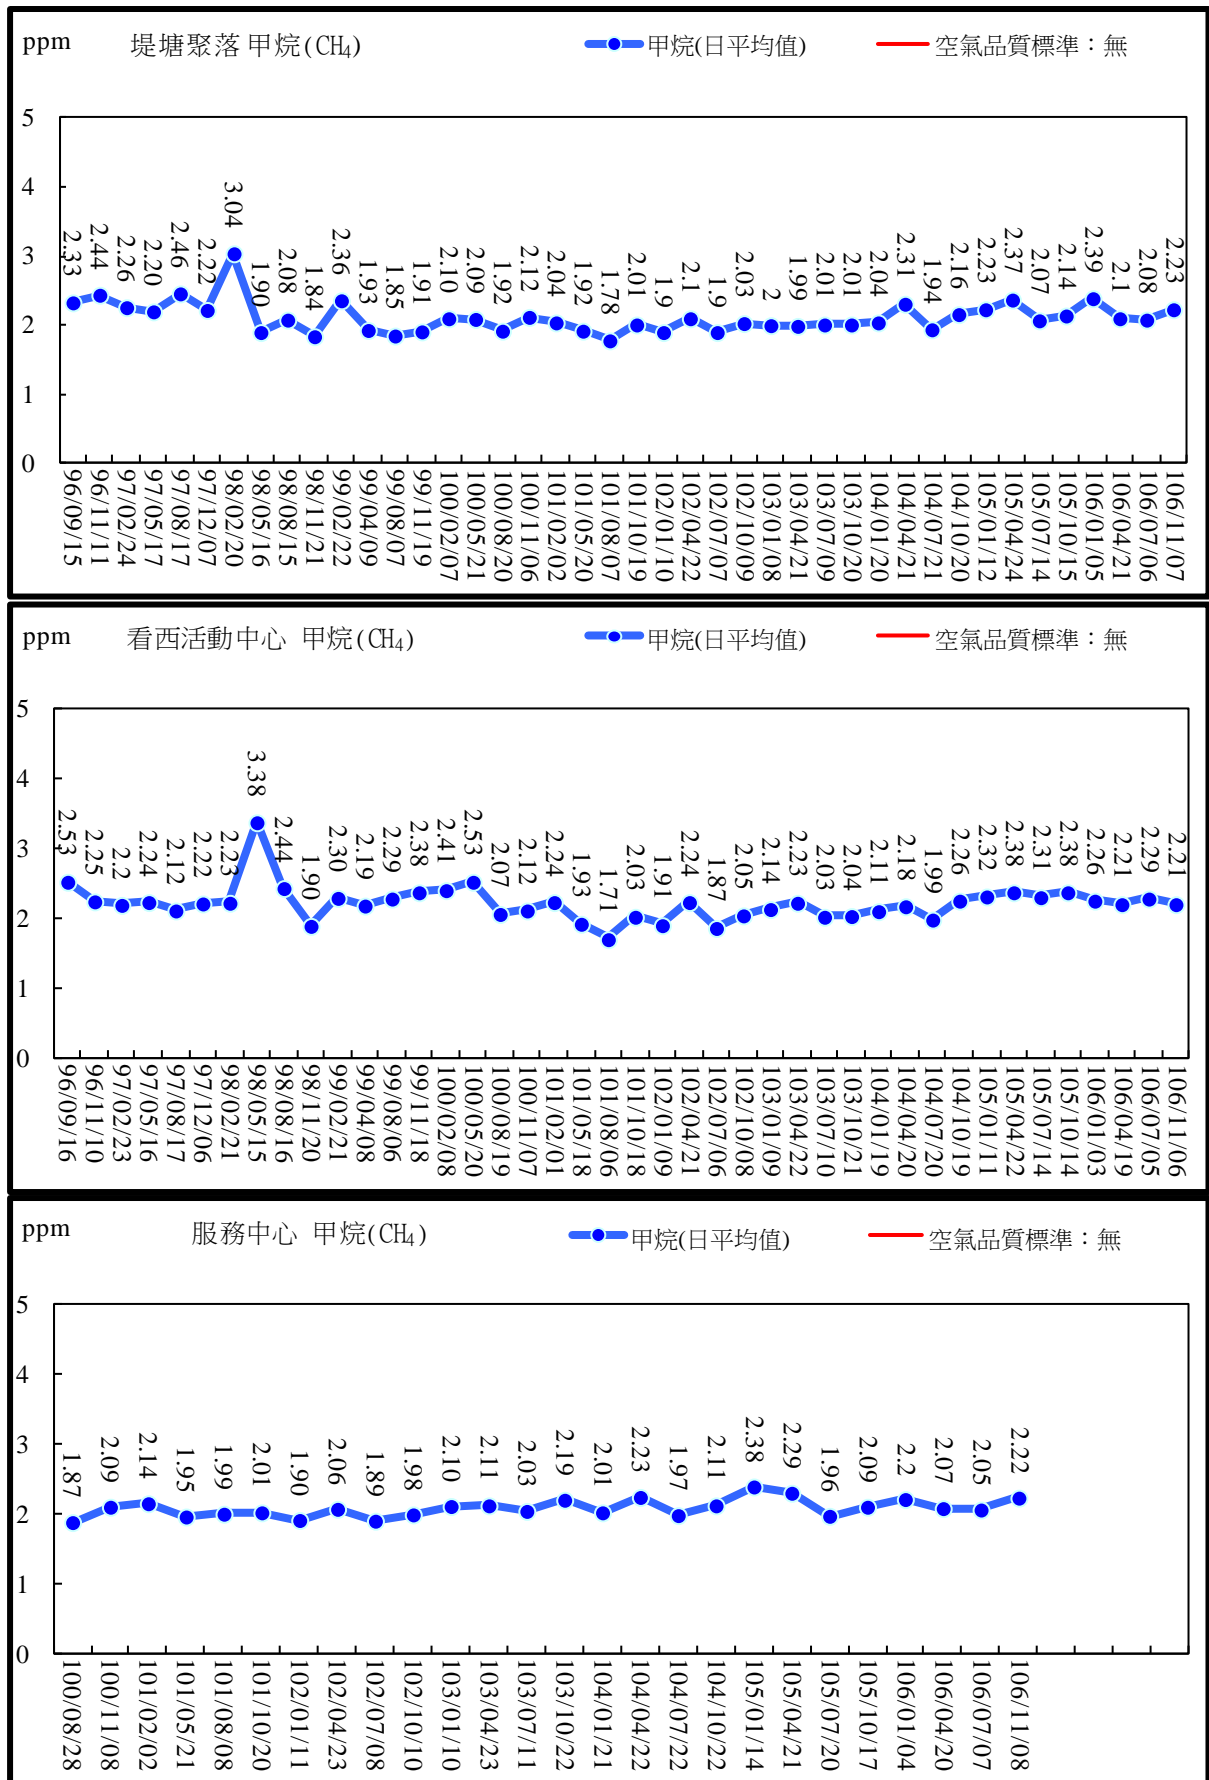 ppm 堤塘聚落 甲烷(CH₄) 甲烷(日平均值) 空氣品質標準：無
5
4
3
2
1
0
2.33 2.44 2.26 2.20 2.46 2.22 3.04 1.90 2.08 1.84 2.36 1.93 1.85 1.91 2.10 2.09 1.92 2.12 2.04 1.92 1.78 2.01 1.9 2.1 1.9 2.03 2 1.99 2.01 2.01 2.04 2.31 1.94 2.16 2.23 2.37 2.07 2.14 2.39 2.1 2.08 2.23
96/09/15 96/11/11 97/02/24 97/05/17 97/08/17 97/12/07 98/02/20 98/05/16 98/08/15 98/11/21 99/02/22 99/04/09 99/08/07 99/11/19 100/02/07 100/05/21 100/08/20 100/11/06 101/02/02 101/05/20 101/08/07 101/10/19 102/01/10 102/04/22 102/07/07 102/10/09 103/01/08 103/04/21 103/07/09 103/10/20 104/01/20 104/04/21 104/07/21 104/10/20 105/01/12 105/04/24 105/07/14 105/10/15 106/01/05 106/04/21 106/07/06 106/11/07
ppm 看西活動中心 甲烷(CH₄) 甲烷(日平均值) 空氣品質標準：無
5
4
3
2
1
0
2.53 2.25 2.2 2.24 2.12 2.22 2.23 3.38 2.44 1.90 2.30 2.19 2.29 2.38 2.41 2.53 2.07 2.12 2.24 1.93 1.71 2.03 1.91 2.24 1.87 2.05 2.14 2.23 2.03 2.04 2.11 2.18 1.99 2.26 2.32 2.38 2.31 2.38 2.26 2.21 2.29 2.21
96/09/16 96/11/10 97/02/23 97/05/16 97/08/17 97/12/06 98/02/21 98/05/15 98/08/16 98/11/20 99/02/21 99/04/08 99/08/06 99/11/18 100/02/08 100/05/20 100/08/19 100/11/07 101/02/01 101/05/18 101/08/06 101/10/18 102/01/09 102/04/21 102/07/06 102/10/08 103/01/09 103/04/22 103/07/10 103/10/21 104/01/19 104/04/20 104/07/20 104/10/19 105/01/11 105/04/22 105/07/14 105/10/14 106/01/03 106/04/19 106/07/05 106/11/06
ppm 服務中心 甲烷(CH₄) 甲烷(日平均值) 空氣品質標準：無
5
4
3
2
1
0
1.87 2.09 2.14 1.95 1.99 2.01 1.90 2.06 1.89 1.98 2.10 2.11 2.03 2.19 2.01 2.23 1.97 2.11 2.38 2.29 1.96 2.09 2.2 2.07 2.05 2.22
100/08/28 100/11/08 101/02/02 101/05/21 101/08/08 101/10/20 102/01/11 102/04/23 102/07/08 102/10/10 103/01/10 103/04/23 103/07/11 103/10/22 104/01/21 104/04/22 104/07/22 104/10/22 105/01/14 105/04/21 105/07/20 105/10/17 106/01/04 106/04/20 106/07/07 106/11/08